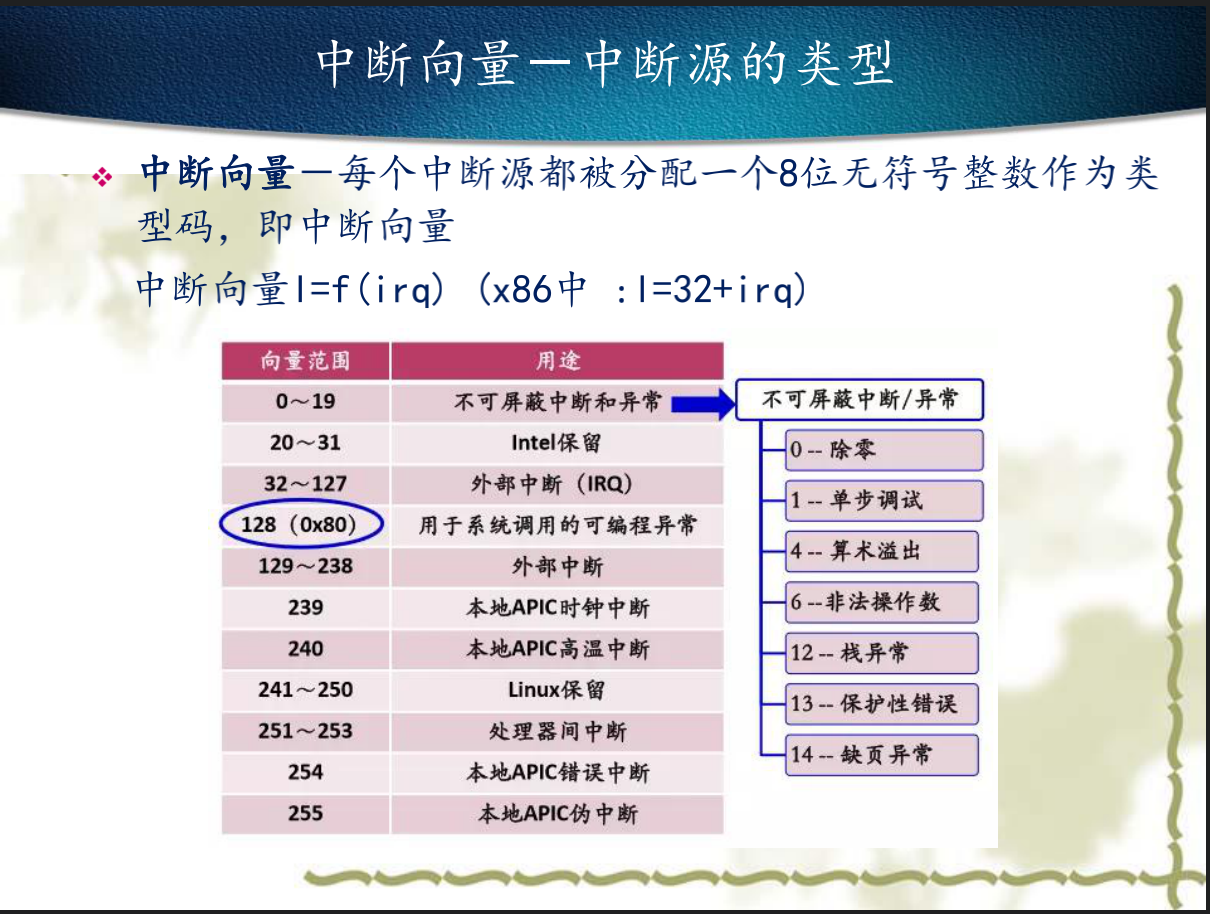 中断向量－中断源的类型
中断向量－每个中断源都被分配一个8位无符号整数作为类
型码，即中断向量
中断向量I=f(irq) (x86中 :I=32+irq)
向量范围 用途
0～19 不可屏蔽中断和异常
20～31 Intel保留
32～127 外部中断（IRQ）
128（0x80） 用于系统调用的可编程异常
129～238 外部中断
239 本地APIC时钟中断
240 本地APIC高温中断
241～250 Linux保留
251～253 处理器间中断
254 本地APIC错误中断
255 本地APIC伪中断
不可屏蔽中断/异常
0 -- 除零
1 -- 单步调试
4 -- 算术溢出
6 --非法操作数
12 -- 栈异常
13 -- 保护性错误
14 -- 缺页异常